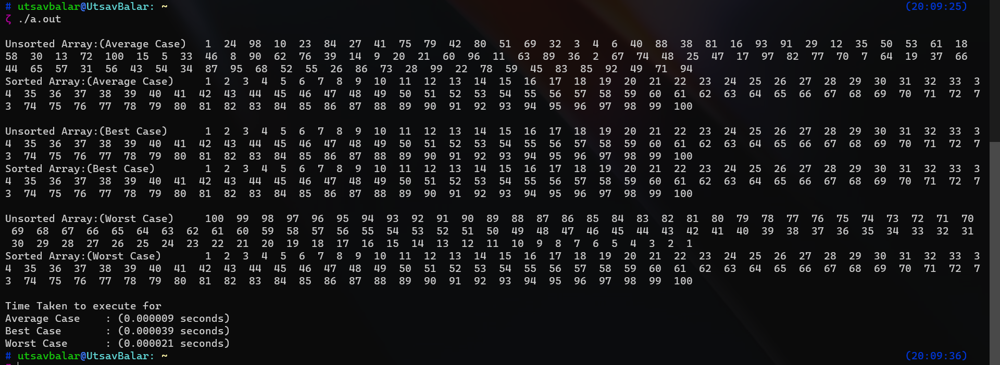 # utsavbalar@UtsavBalar: ~ (20:09:25)
ζ ./a.out
Unsorted Array:(Average Case) 1 24 98 10 23 84 27 41 75 79 42 80 51 69 32 3 4 6 40 88 38 81 16 93 91 29 12 35 50 53 61 18
58 30 13 72 100 15 5 33 46 8 90 62 76 39 14 9 20 21 60 96 11 63 89 36 2 67 74 48 25 47 17 97 82 77 70 7 64 19 37 66
44 65 57 31 56 43 54 34 87 95 68 52 55 26 86 73 28 99 22 78 59 45 83 85 92 49 71 94
Sorted Array:(Average Case) 1 2 3 4 5 6 7 8 9 10 11 12 13 14 15 16 17 18 19 20 21 22 23 24 25 26 27 28 29 30 31 32 33 3
4 35 36 37 38 39 40 41 42 43 44 45 46 47 48 49 50 51 52 53 54 55 56 57 58 59 60 61 62 63 64 65 66 67 68 69 70 71 72 7
3 74 75 76 77 78 79 80 81 82 83 84 85 86 87 88 89 90 91 92 93 94 95 96 97 98 99 100
Unsorted Array:(Best Case) 1 2 3 4 5 6 7 8 9 10 11 12 13 14 15 16 17 18 19 20 21 22 23 24 25 26 27 28 29 30 31 32 33 3
4 35 36 37 38 39 40 41 42 43 44 45 46 47 48 49 50 51 52 53 54 55 56 57 58 59 60 61 62 63 64 65 66 67 68 69 70 71 72 7
3 74 75 76 77 78 79 80 81 82 83 84 85 86 87 88 89 90 91 92 93 94 95 96 97 98 99 100
Sorted Array:(Best Case) 1 2 3 4 5 6 7 8 9 10 11 12 13 14 15 16 17 18 19 20 21 22 23 24 25 26 27 28 29 30 31 32 33 3
4 35 36 37 38 39 40 41 42 43 44 45 46 47 48 49 50 51 52 53 54 55 56 57 58 59 60 61 62 63 64 65 66 67 68 69 70 71 72 7
3 74 75 76 77 78 79 80 81 82 83 84 85 86 87 88 89 90 91 92 93 94 95 96 97 98 99 100
Unsorted Array:(Worst Case) 100 99 98 97 96 95 94 93 92 91 90 89 88 87 86 85 84 83 82 81 80 79 78 77 76 75 74 73 72 71 70
69 68 67 66 65 64 63 62 61 60 59 58 57 56 55 54 53 52 51 50 49 48 47 46 45 44 43 42 41 40 39 38 37 36 35 34 33 32 31
30 29 28 27 26 25 24 23 22 21 20 19 18 17 16 15 14 13 12 11 10 9 8 7 6 5 4 3 2 1
Sorted Array:(Worst Case) 1 2 3 4 5 6 7 8 9 10 11 12 13 14 15 16 17 18 19 20 21 22 23 24 25 26 27 28 29 30 31 32 33 3
4 35 36 37 38 39 40 41 42 43 44 45 46 47 48 49 50 51 52 53 54 55 56 57 58 59 60 61 62 63 64 65 66 67 68 69 70 71 72 7
3 74 75 76 77 78 79 80 81 82 83 84 85 86 87 88 89 90 91 92 93 94 95 96 97 98 99 100
Time Taken to execute for
Average Case : (0.000009 seconds)
Best Case : (0.000039 seconds)
Worst Case : (0.000021 seconds)
# utsavbalar@UtsavBalar: ~ (20:09:36)